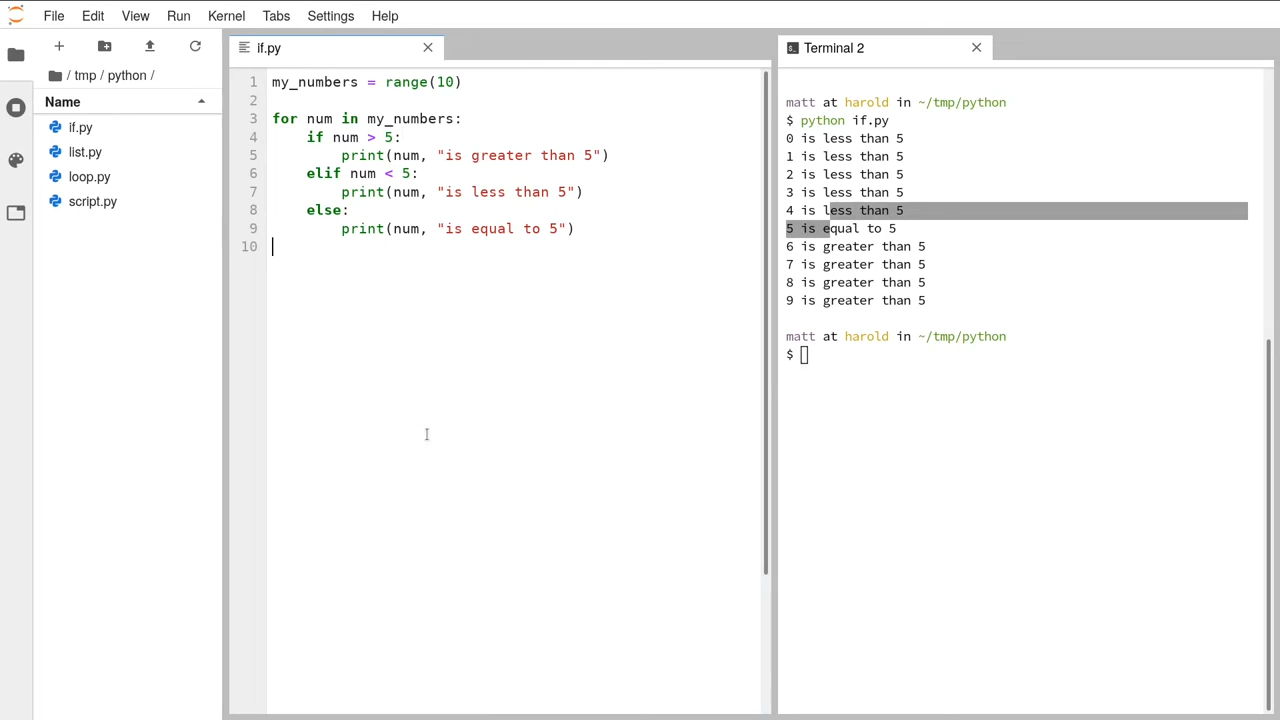 File Edit View Run Kernel Tabs Settings Help
/ tmp / python /
Name
if.py
list.py
loop.py
script.py
if.py
1 my_numbers = range(10)
2
3 for num in my_numbers:
4     if num > 5:
5         print(num, "is greater than 5")
6     elif num < 5:
7         print(num, "is less than 5")
8     else:
9         print(num, "is equal to 5")
10
Terminal 2
matt at harold in ~/tmp/python
$ python if.py
0 is less than 5
1 is less than 5
2 is less than 5
3 is less than 5
4 is less than 5
5 is equal to 5
6 is greater than 5
7 is greater than 5
8 is greater than 5
9 is greater than 5
matt at harold in ~/tmp/python
$